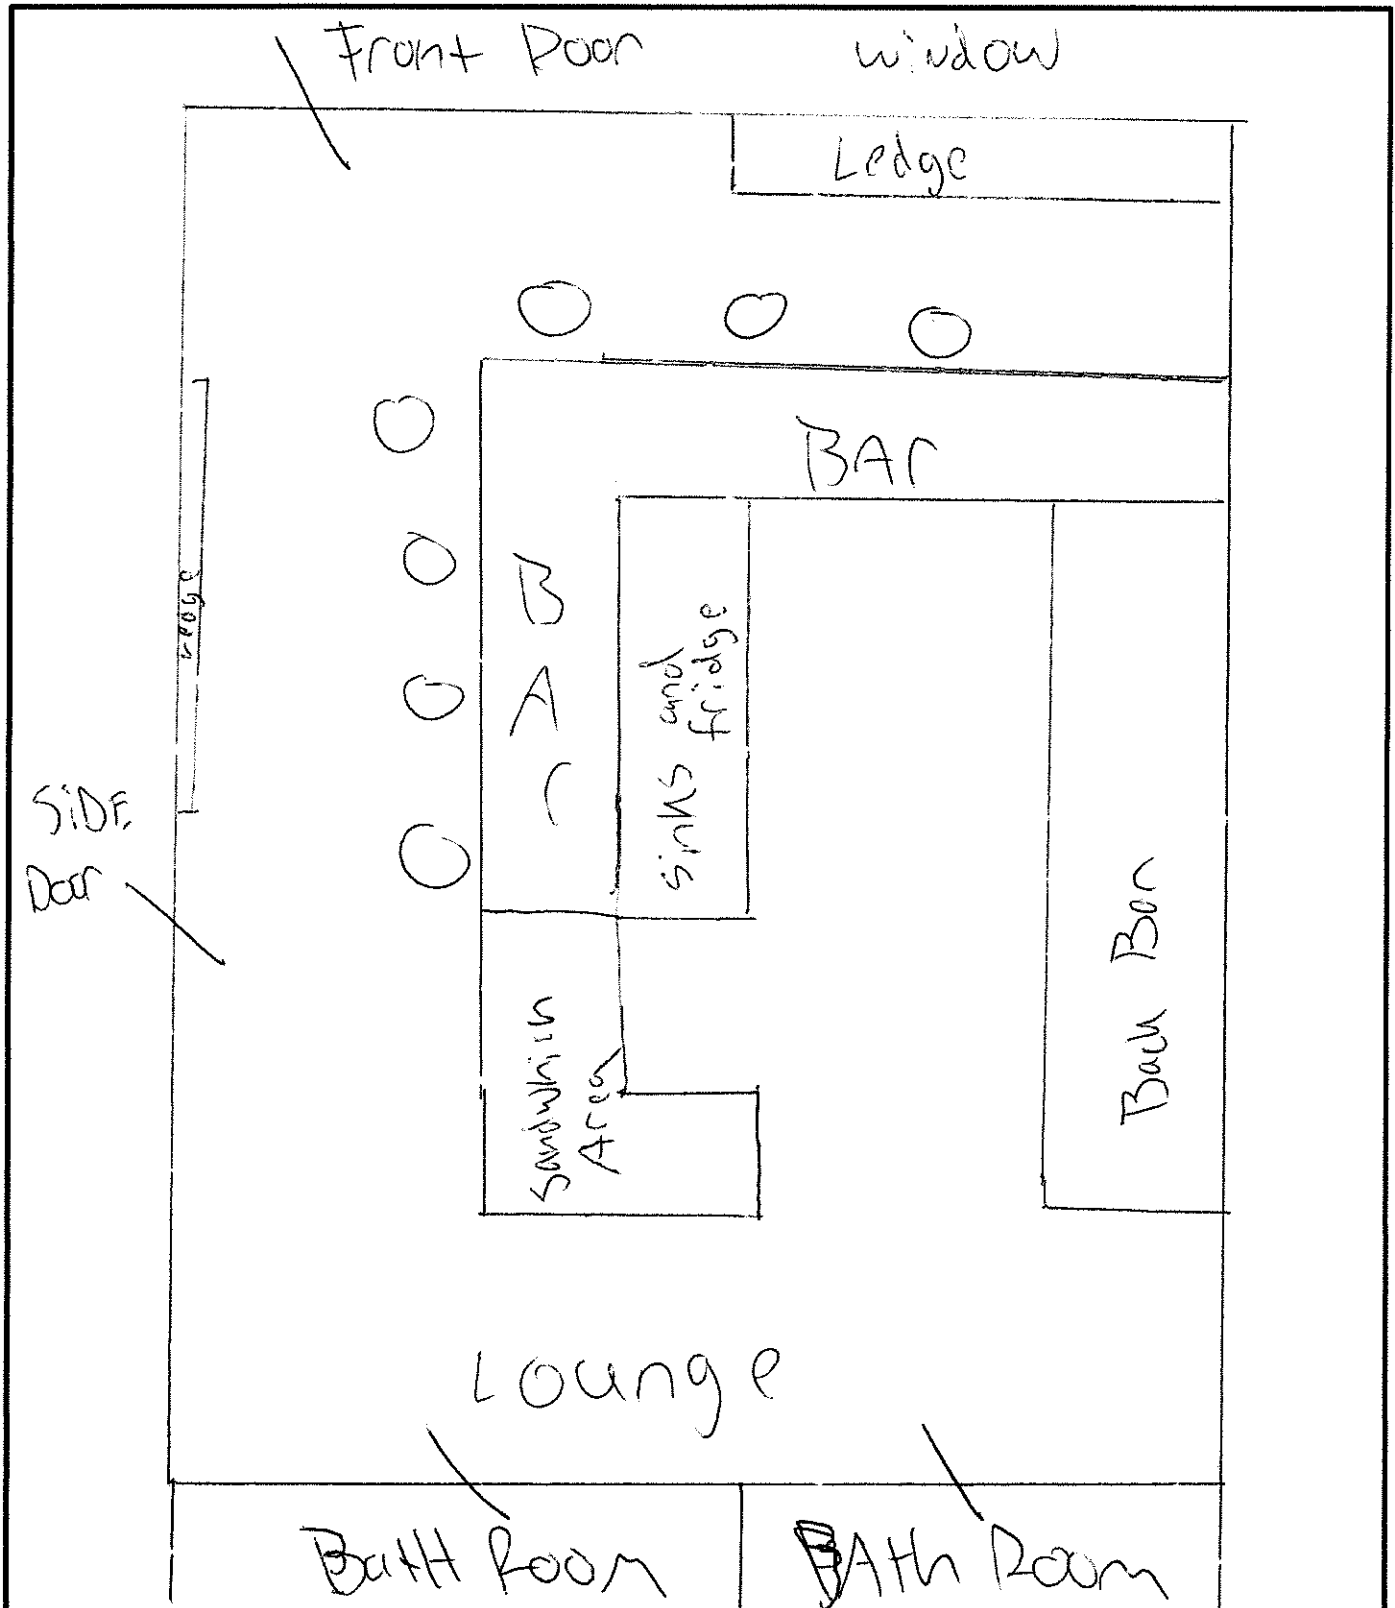 Front Door
window
Ledge
BAr
Ledge
B
A
r
Sinks and
fridge
SiDE
Door
Back Bar
Sandwhich
Area
Lounge
BatH Room
BAth Room